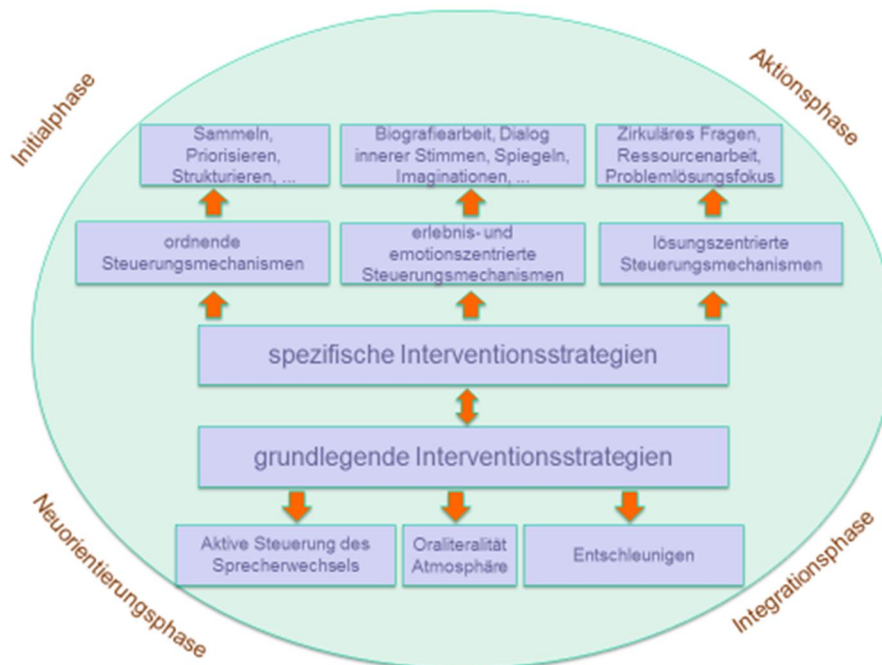 Initialphase
Aktionsphase
Sammeln,
Priorisieren,
Strukturieren, ...
Biografiearbeit, Dialog
innerer Stimmen, Spiegeln,
Imaginationen, ...
Zirkuläres Fragen,
Ressourcenarbeit,
Problemlösungsfokus
ordnende
Steuerungsmechanismen
erlebnis- und
emotionszentrierte
Steuerungsmechanismen
lösungszentrierte
Steuerungsmechanismen
spezifische Interventionsstrategien
grundlegende Interventionsstrategien
Aktive Steuerung des
Sprecherwechsels
Oraliteralität
Atmosphäre
Entschleunigen
Neuorientierungsphase
Integrationsphase